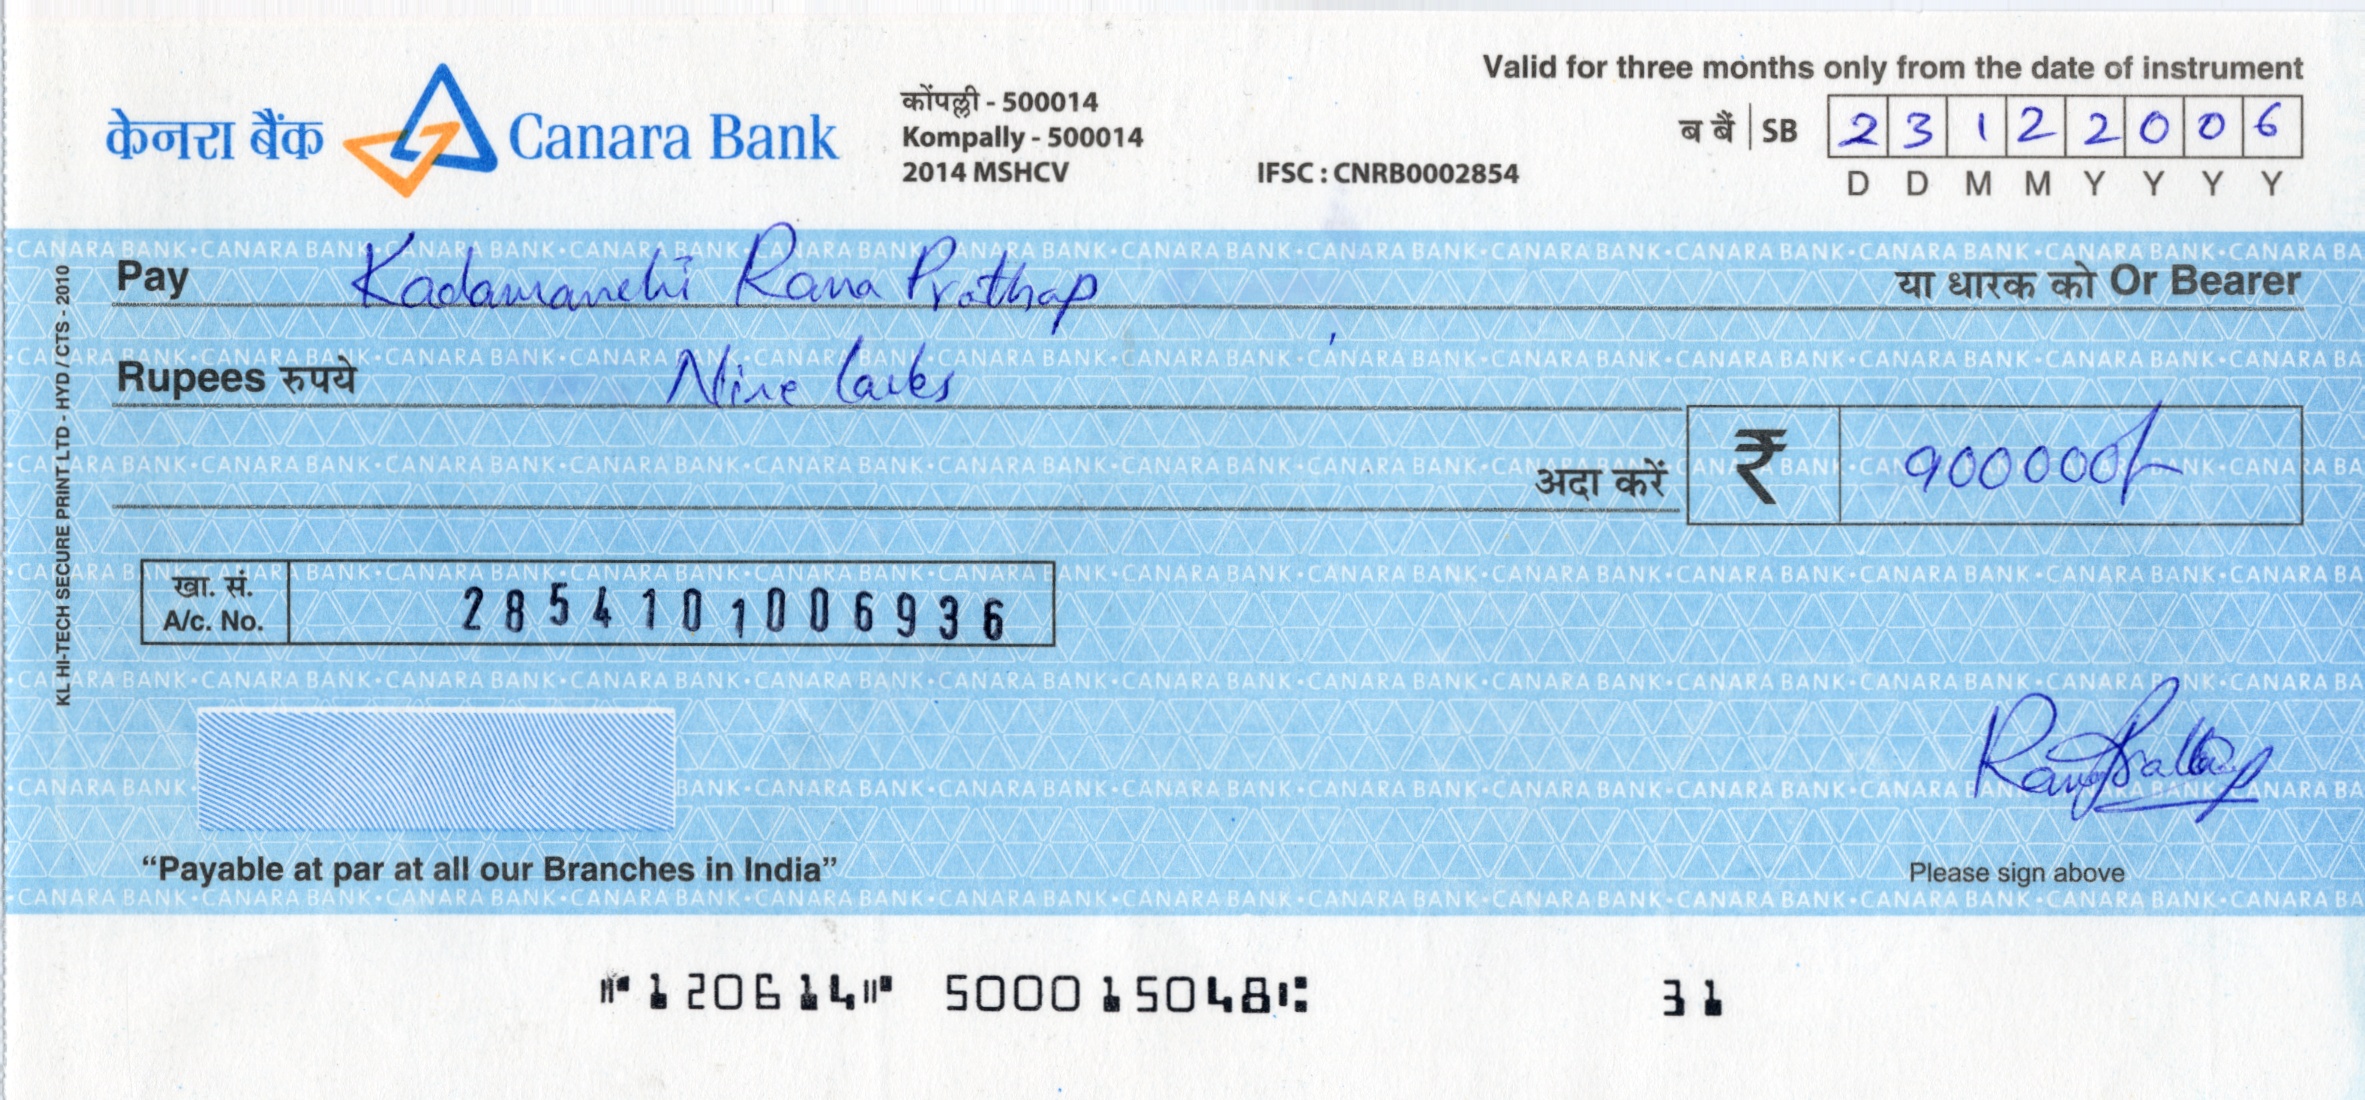 Valid for three months only from the date of instrument
केनरा बैंक Canara Bank
कोंपल्ली - 500014
Kompally - 500014
2014 MSHCV
IFSC : CNRB0002854
ब बैं | SB 2 3 1 2 2 0 0 6
D D M M Y Y Y Y
Pay Kadamanchi Rana Prathap या धारक को Or Bearer
Rupees रुपये Nine lacks
अदा करें ₹ 900000/-
खा. सं.
A/c. No. 2854101006936
KL HI-TECH SECURE PRINT LTD - HYD / CTS - 2010
“Payable at par at all our Branches in India”
Please sign above
⑈120614⑈ 500015048⑆ 31